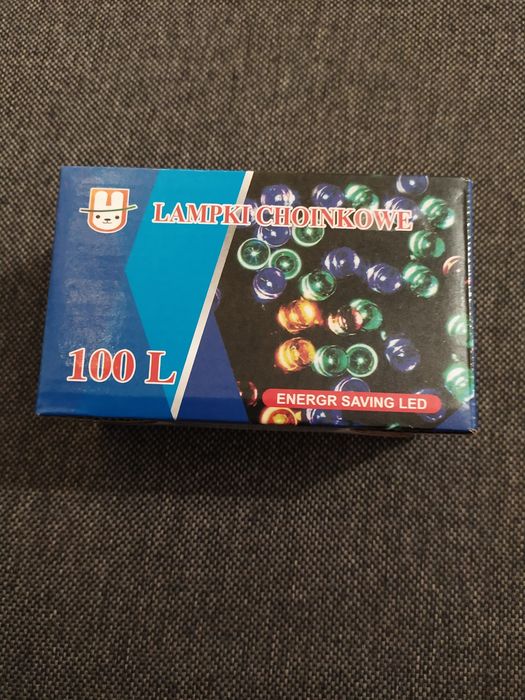 LAMPKI CHOINKOWE
100 L
ENERGR SAVING LED